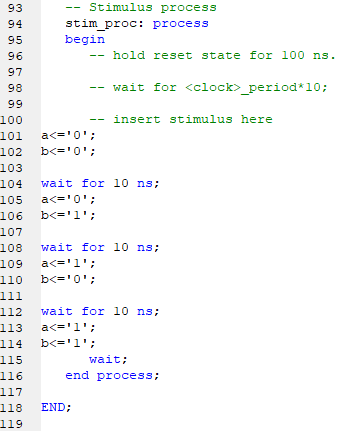 93 -- Stimulus process
94 stim_proc: process
95 begin
96 -- hold reset state for 100 ns.
97
98 -- wait for <clock>_period*10;
99
100 -- insert stimulus here
101 a<='0';
102 b<='0';
103
104 wait for 10 ns;
105 a<='0';
106 b<='1';
107
108 wait for 10 ns;
109 a<='1';
110 b<='0';
111
112 wait for 10 ns;
113 a<='1';
114 b<='1';
115 wait;
116 end process;
117
118 END;
119